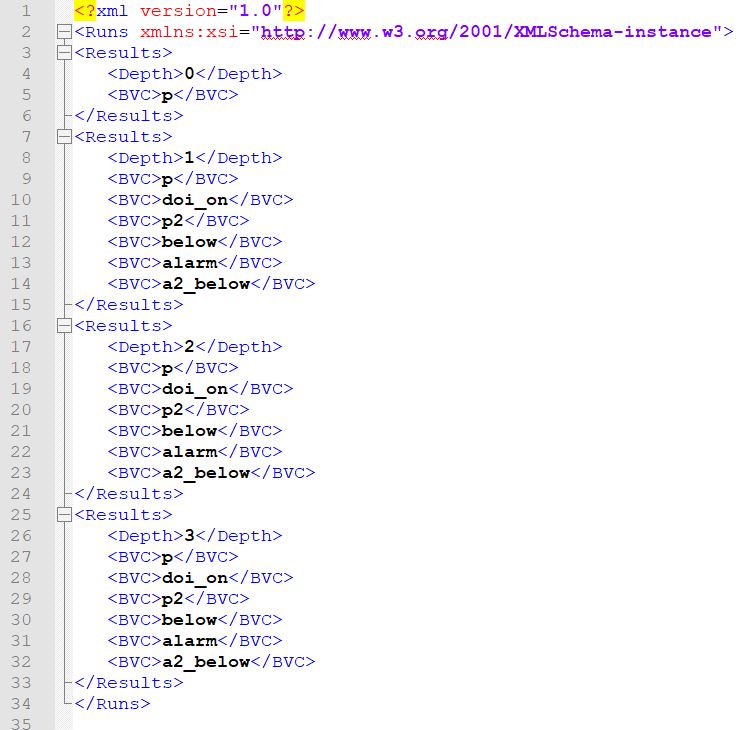 1 <?xml version="1.0"?>
2 <Runs xmlns:xsi="http://www.w3.org/2001/XMLSchema-instance">
3 <Results>
4 <Depth>0</Depth>
5 <BVC>p</BVC>
6 </Results>
7 <Results>
8 <Depth>1</Depth>
9 <BVC>p</BVC>
10 <BVC>doi_on</BVC>
11 <BVC>p2</BVC>
12 <BVC>below</BVC>
13 <BVC>alarm</BVC>
14 <BVC>a2_below</BVC>
15 </Results>
16 <Results>
17 <Depth>2</Depth>
18 <BVC>p</BVC>
19 <BVC>doi_on</BVC>
20 <BVC>p2</BVC>
21 <BVC>below</BVC>
22 <BVC>alarm</BVC>
23 <BVC>a2_below</BVC>
24 </Results>
25 <Results>
26 <Depth>3</Depth>
27 <BVC>p</BVC>
28 <BVC>doi_on</BVC>
29 <BVC>p2</BVC>
30 <BVC>below</BVC>
31 <BVC>alarm</BVC>
32 <BVC>a2_below</BVC>
33 </Results>
34 </Runs>
35